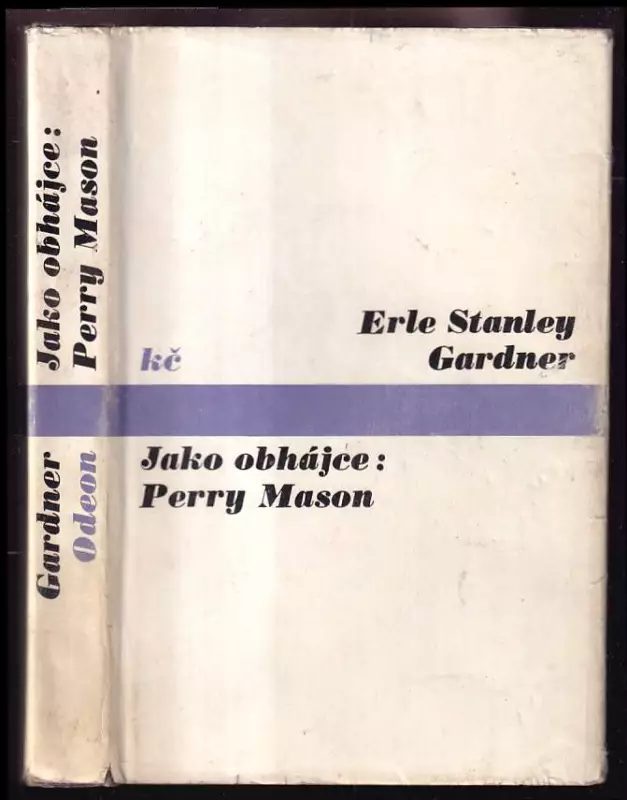 Jako obhájce:
Perry Mason
Gardner
Odeon
Erle Stanley
Gardner
kč
Jako obhájce:
Perry Mason